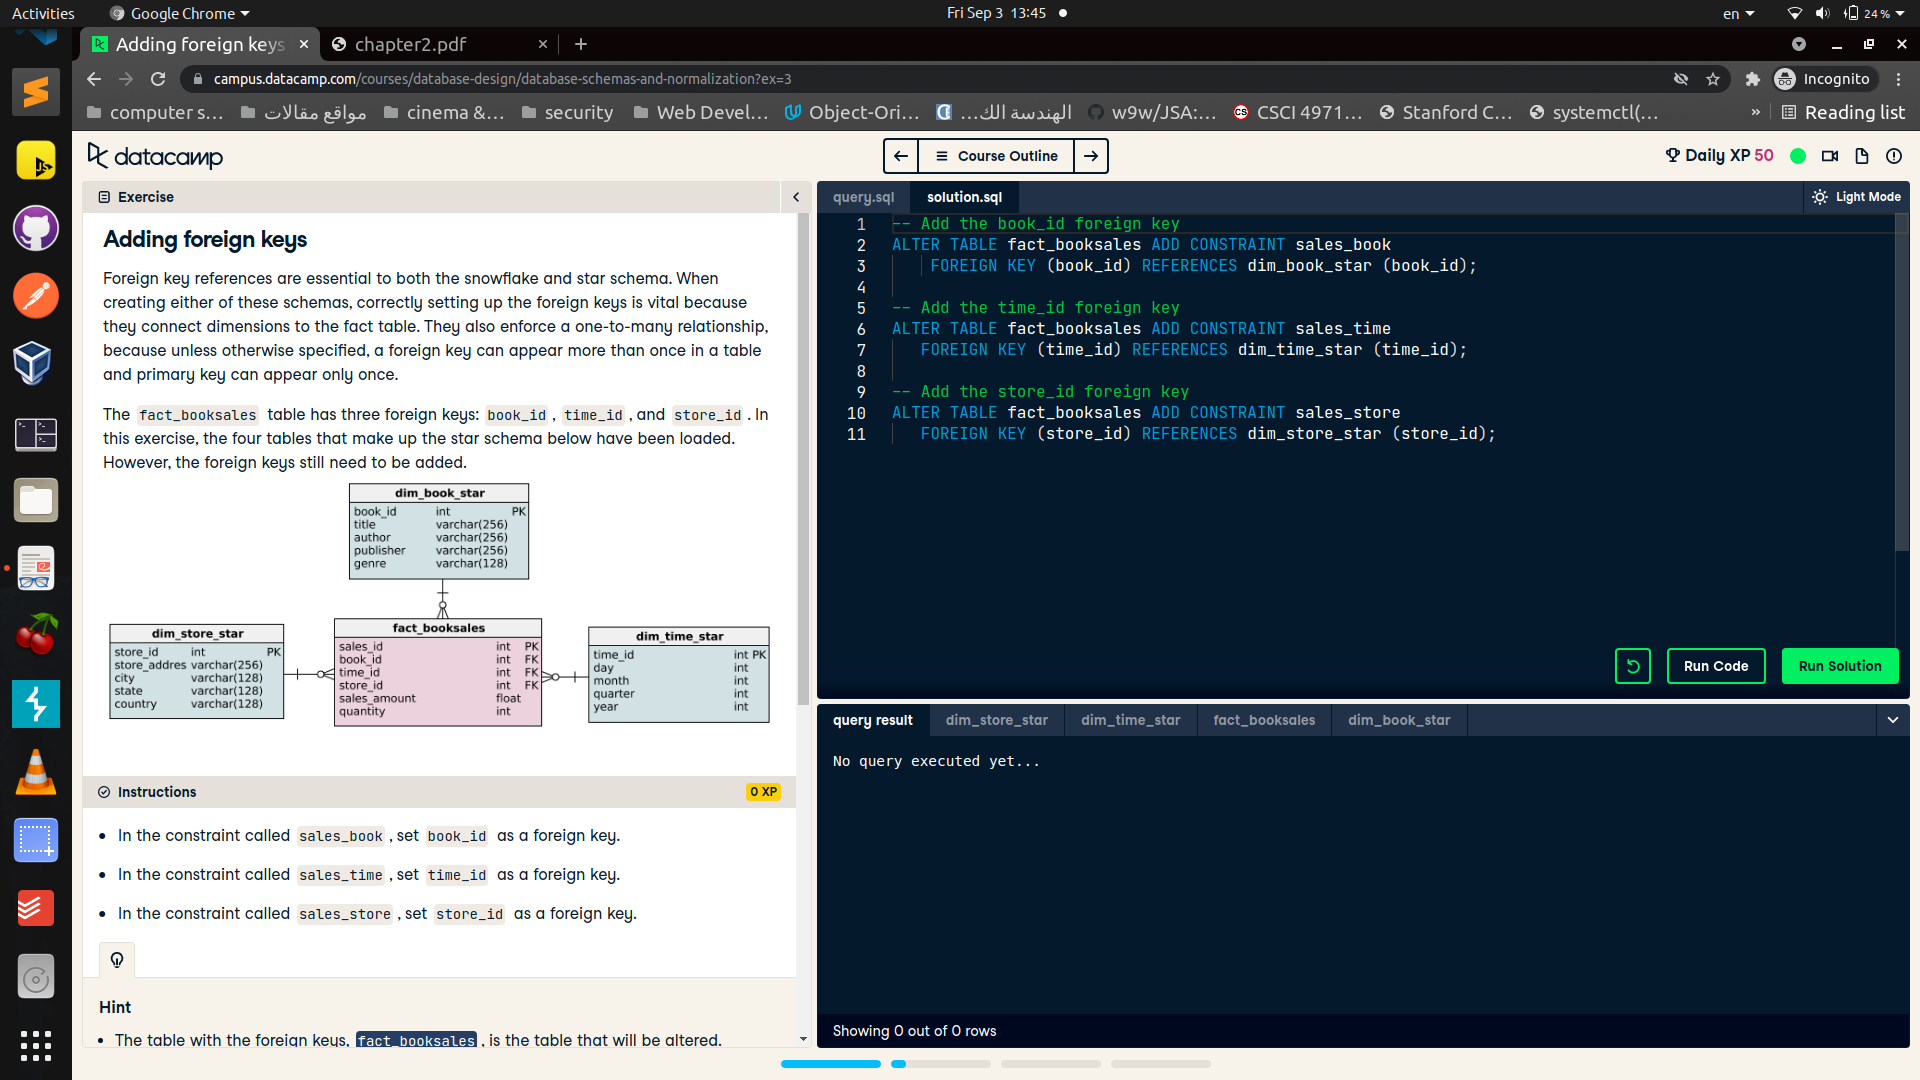 Activities
Google Chrome
Fri Sep 3 13:45
en
24 %
Adding foreign keys
chapter2.pdf
campus.datacamp.com/courses/database-design/database-schemas-and-normalization?ex=3
Incognito
computer s...
مواقع مقالات
cinema &...
security
Web Devel...
Object-Ori...
الهندسة الك...
w9w/JSA:...
CSCI 4971...
Stanford C...
systemctl(...
»
Reading list
datacamp
Course Outline
Daily XP 50
Exercise
Adding foreign keys
Foreign key references are essential to both the snowflake and star schema. When
creating either of these schemas, correctly setting up the foreign keys is vital because
they connect dimensions to the fact table. They also enforce a one-to-many relationship,
because unless otherwise specified, a foreign key can appear more than once in a table
and primary key can appear only once.
The fact_booksales table has three foreign keys: book_id , time_id , and store_id . In
this exercise, the four tables that make up the star schema below have been loaded.
However, the foreign keys still need to be added.
dim_book_star
book_id int PK
title varchar(256)
author varchar(256)
publisher varchar(256)
genre varchar(128)
dim_store_star
store_id int PK
store_addres varchar(256)
city varchar(128)
state varchar(128)
country varchar(128)
fact_booksales
sales_id int PK
book_id int FK
time_id int FK
store_id int FK
sales_amount float
quantity int
dim_time_star
time_id int PK
day int
month int
quarter int
year int
Instructions
0 XP
In the constraint called sales_book , set book_id as a foreign key.
In the constraint called sales_time , set time_id as a foreign key.
In the constraint called sales_store , set store_id as a foreign key.
Hint
The table with the foreign keys, fact_booksales , is the table that will be altered.
query.sql
solution.sql
Light Mode
1 -- Add the book_id foreign key
2 ALTER TABLE fact_booksales ADD CONSTRAINT sales_book
3 FOREIGN KEY (book_id) REFERENCES dim_book_star (book_id);
4
5 -- Add the time_id foreign key
6 ALTER TABLE fact_booksales ADD CONSTRAINT sales_time
7 FOREIGN KEY (time_id) REFERENCES dim_time_star (time_id);
8
9 -- Add the store_id foreign key
10 ALTER TABLE fact_booksales ADD CONSTRAINT sales_store
11 FOREIGN KEY (store_id) REFERENCES dim_store_star (store_id);
Run Code
Run Solution
query result
dim_store_star
dim_time_star
fact_booksales
dim_book_star
No query executed yet...
Showing 0 out of 0 rows